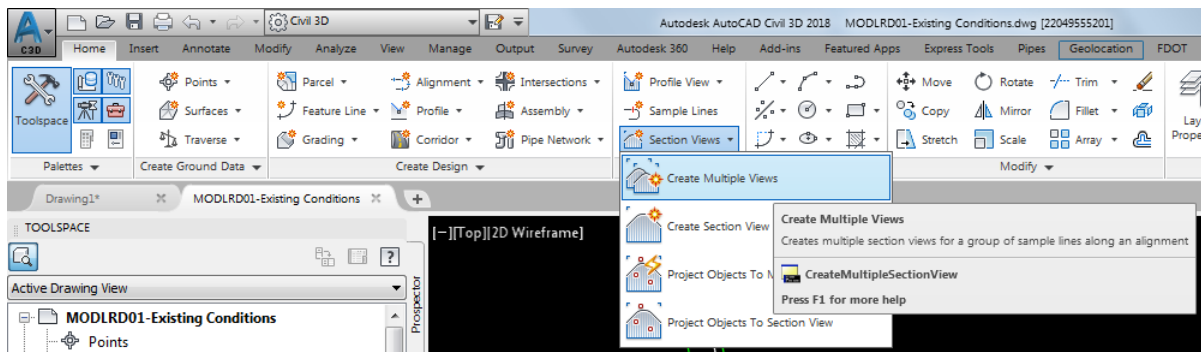 Civil 3D
Autodesk AutoCAD Civil 3D 2018 MODLRD01-Existing Conditions.dwg [22049555201]
C3D
Home Insert Annotate Modify Analyze View Manage Output Survey Autodesk 360 Help Add-ins Featured Apps Express Tools Pipes Geolocation FDOT
Points Parcel Alignment Intersections Profile View Move Rotate Trim
Toolspace Surfaces Feature Line Profile Assembly Sample Lines Copy Mirror Fillet
Traverse Grading Corridor Pipe Network Section Views Stretch Scale Array
Lay
Prope
Palettes Create Ground Data Create Design Modify
Create Multiple Views
Drawing1* MODLRD01-Existing Conditions
TOOLSPACE
[−][Top][2D Wireframe]
Create Section View
Create Multiple Views
Creates multiple section views for a group of sample lines along an alignment
Active Drawing View
Prospector
Project Objects To M
CreateMultipleSectionView
Press F1 for more help
MODLRD01-Existing Conditions
Points
Project Objects To Section View